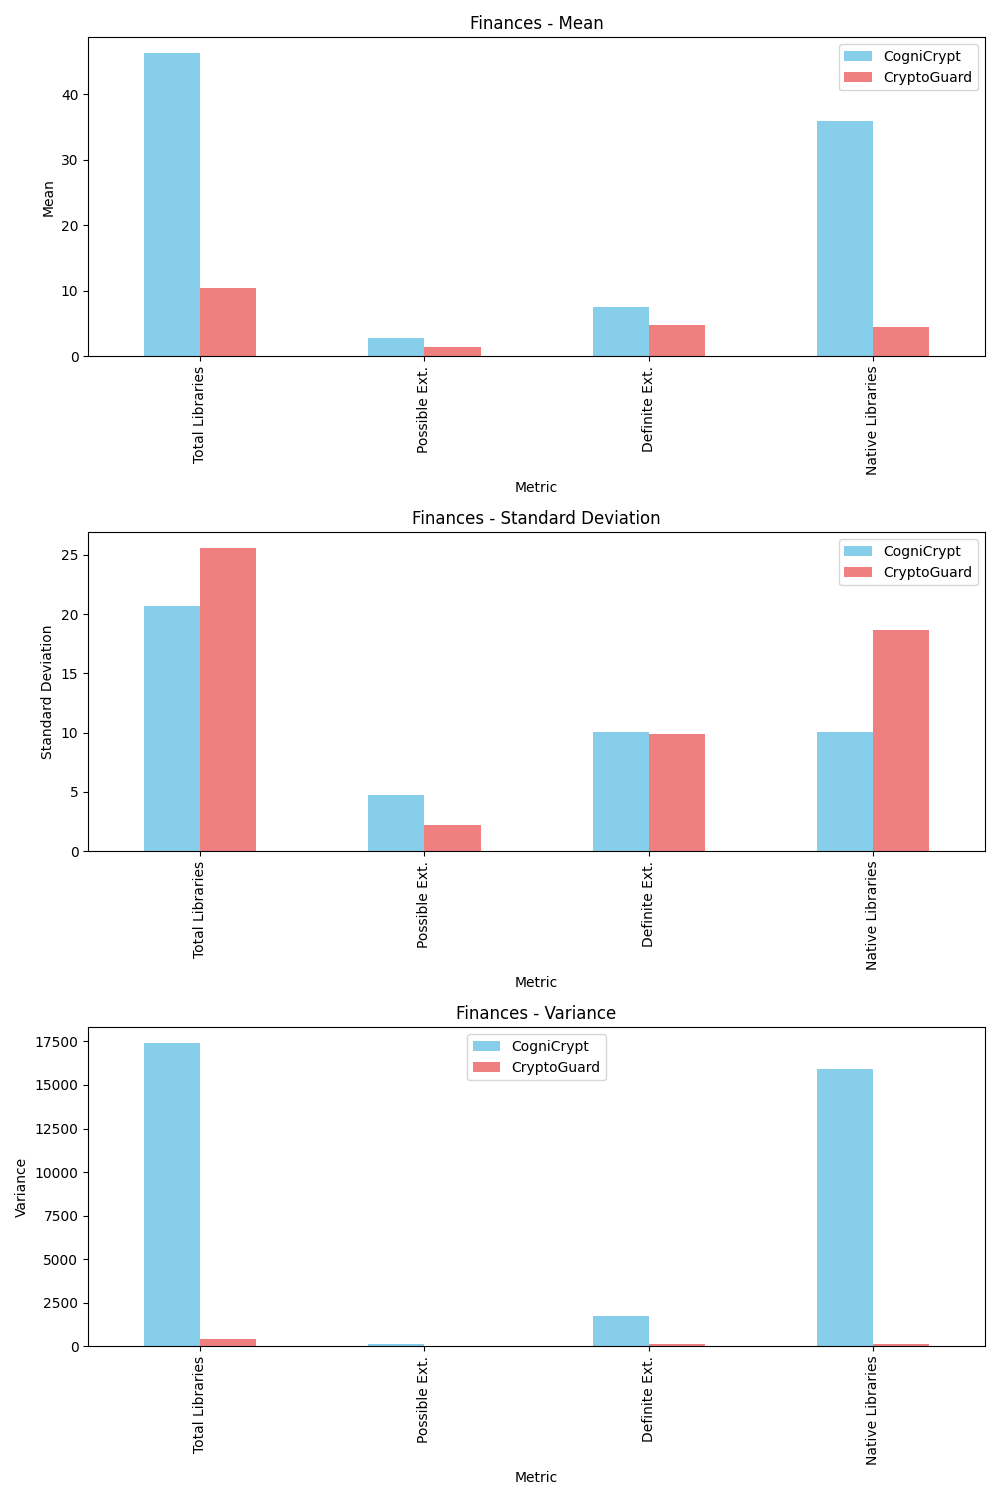 Finances - Mean
CogniCrypt
CryptoGuard
40
30
20
10
0
Mean
Total Libraries
Possible Ext.
Definite Ext.
Native Libraries
Metric
Finances - Standard Deviation
CogniCrypt
CryptoGuard
25
20
15
10
5
0
Standard Deviation
Total Libraries
Possible Ext.
Definite Ext.
Native Libraries
Metric
Finances - Variance
CogniCrypt
CryptoGuard
17500
15000
12500
10000
7500
5000
2500
0
Variance
Total Libraries
Possible Ext.
Definite Ext.
Native Libraries
Metric